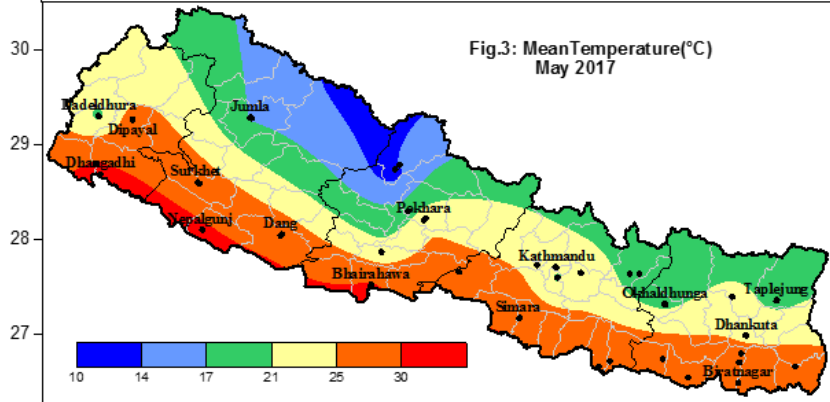 Fig.3: MeanTemperature(°C)
May 2017
30
29
28
27
Dadeldhura
Dipayal
Jumla
Dhangadhi
Surkhet
Nepalgunj
Dang
Pokhara
Bhairahawa
Kathmandu
Simara
Okhaldhunga
Taplejung
Dhankuta
Biratnagar
10 14 17 21 25 30